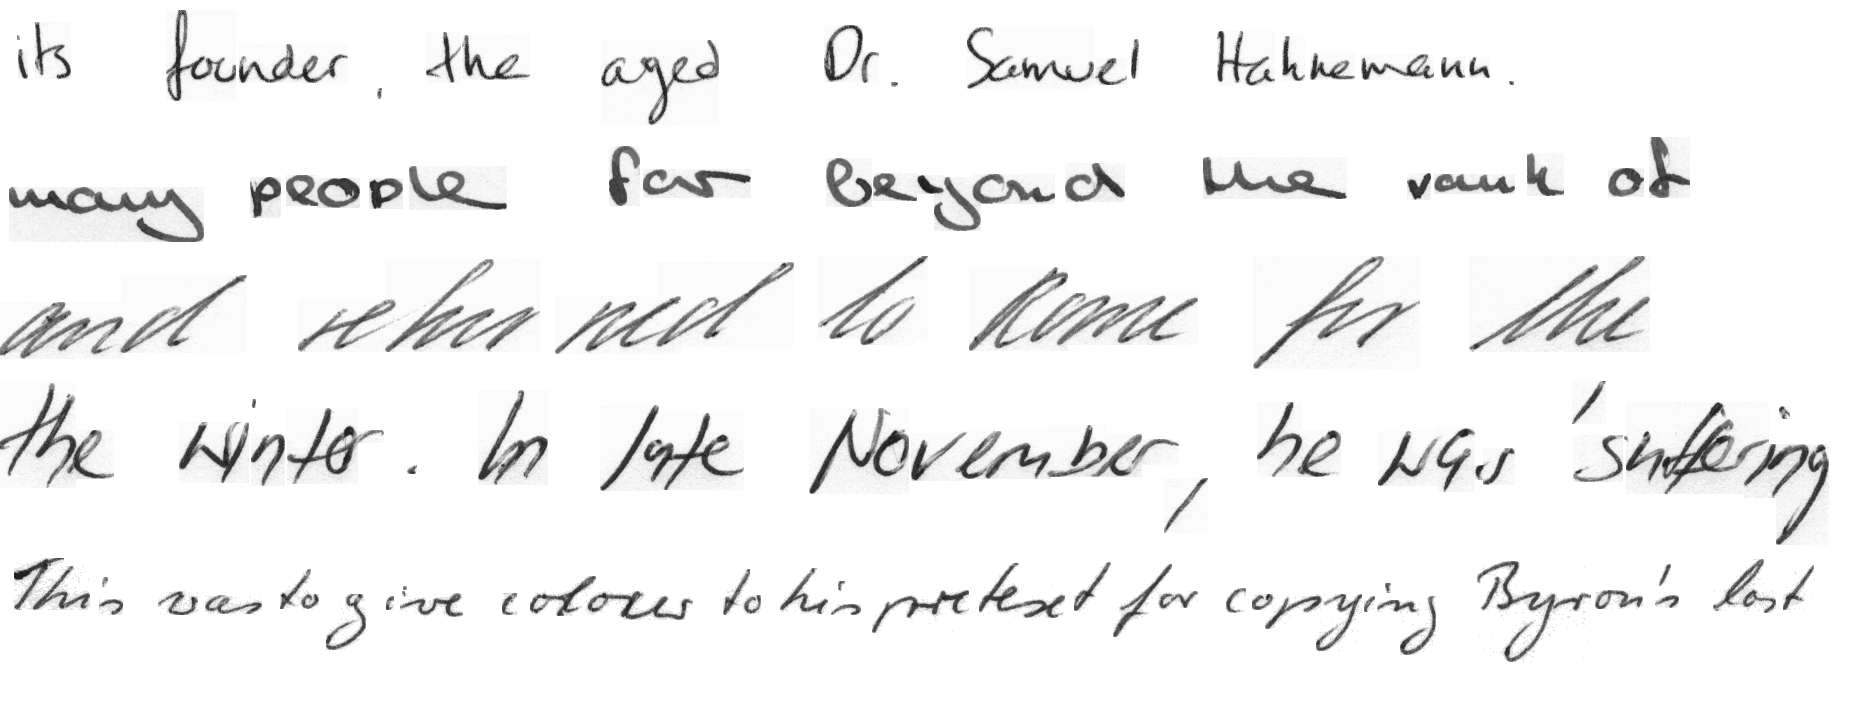 its founder, the aged Dr. Samuel Hahnemann.
many people far beyond the rank of
and returned to Rome for the
the winter. In late November, he was 'suffering
This was to give colour to his pretext for copying Byron's last